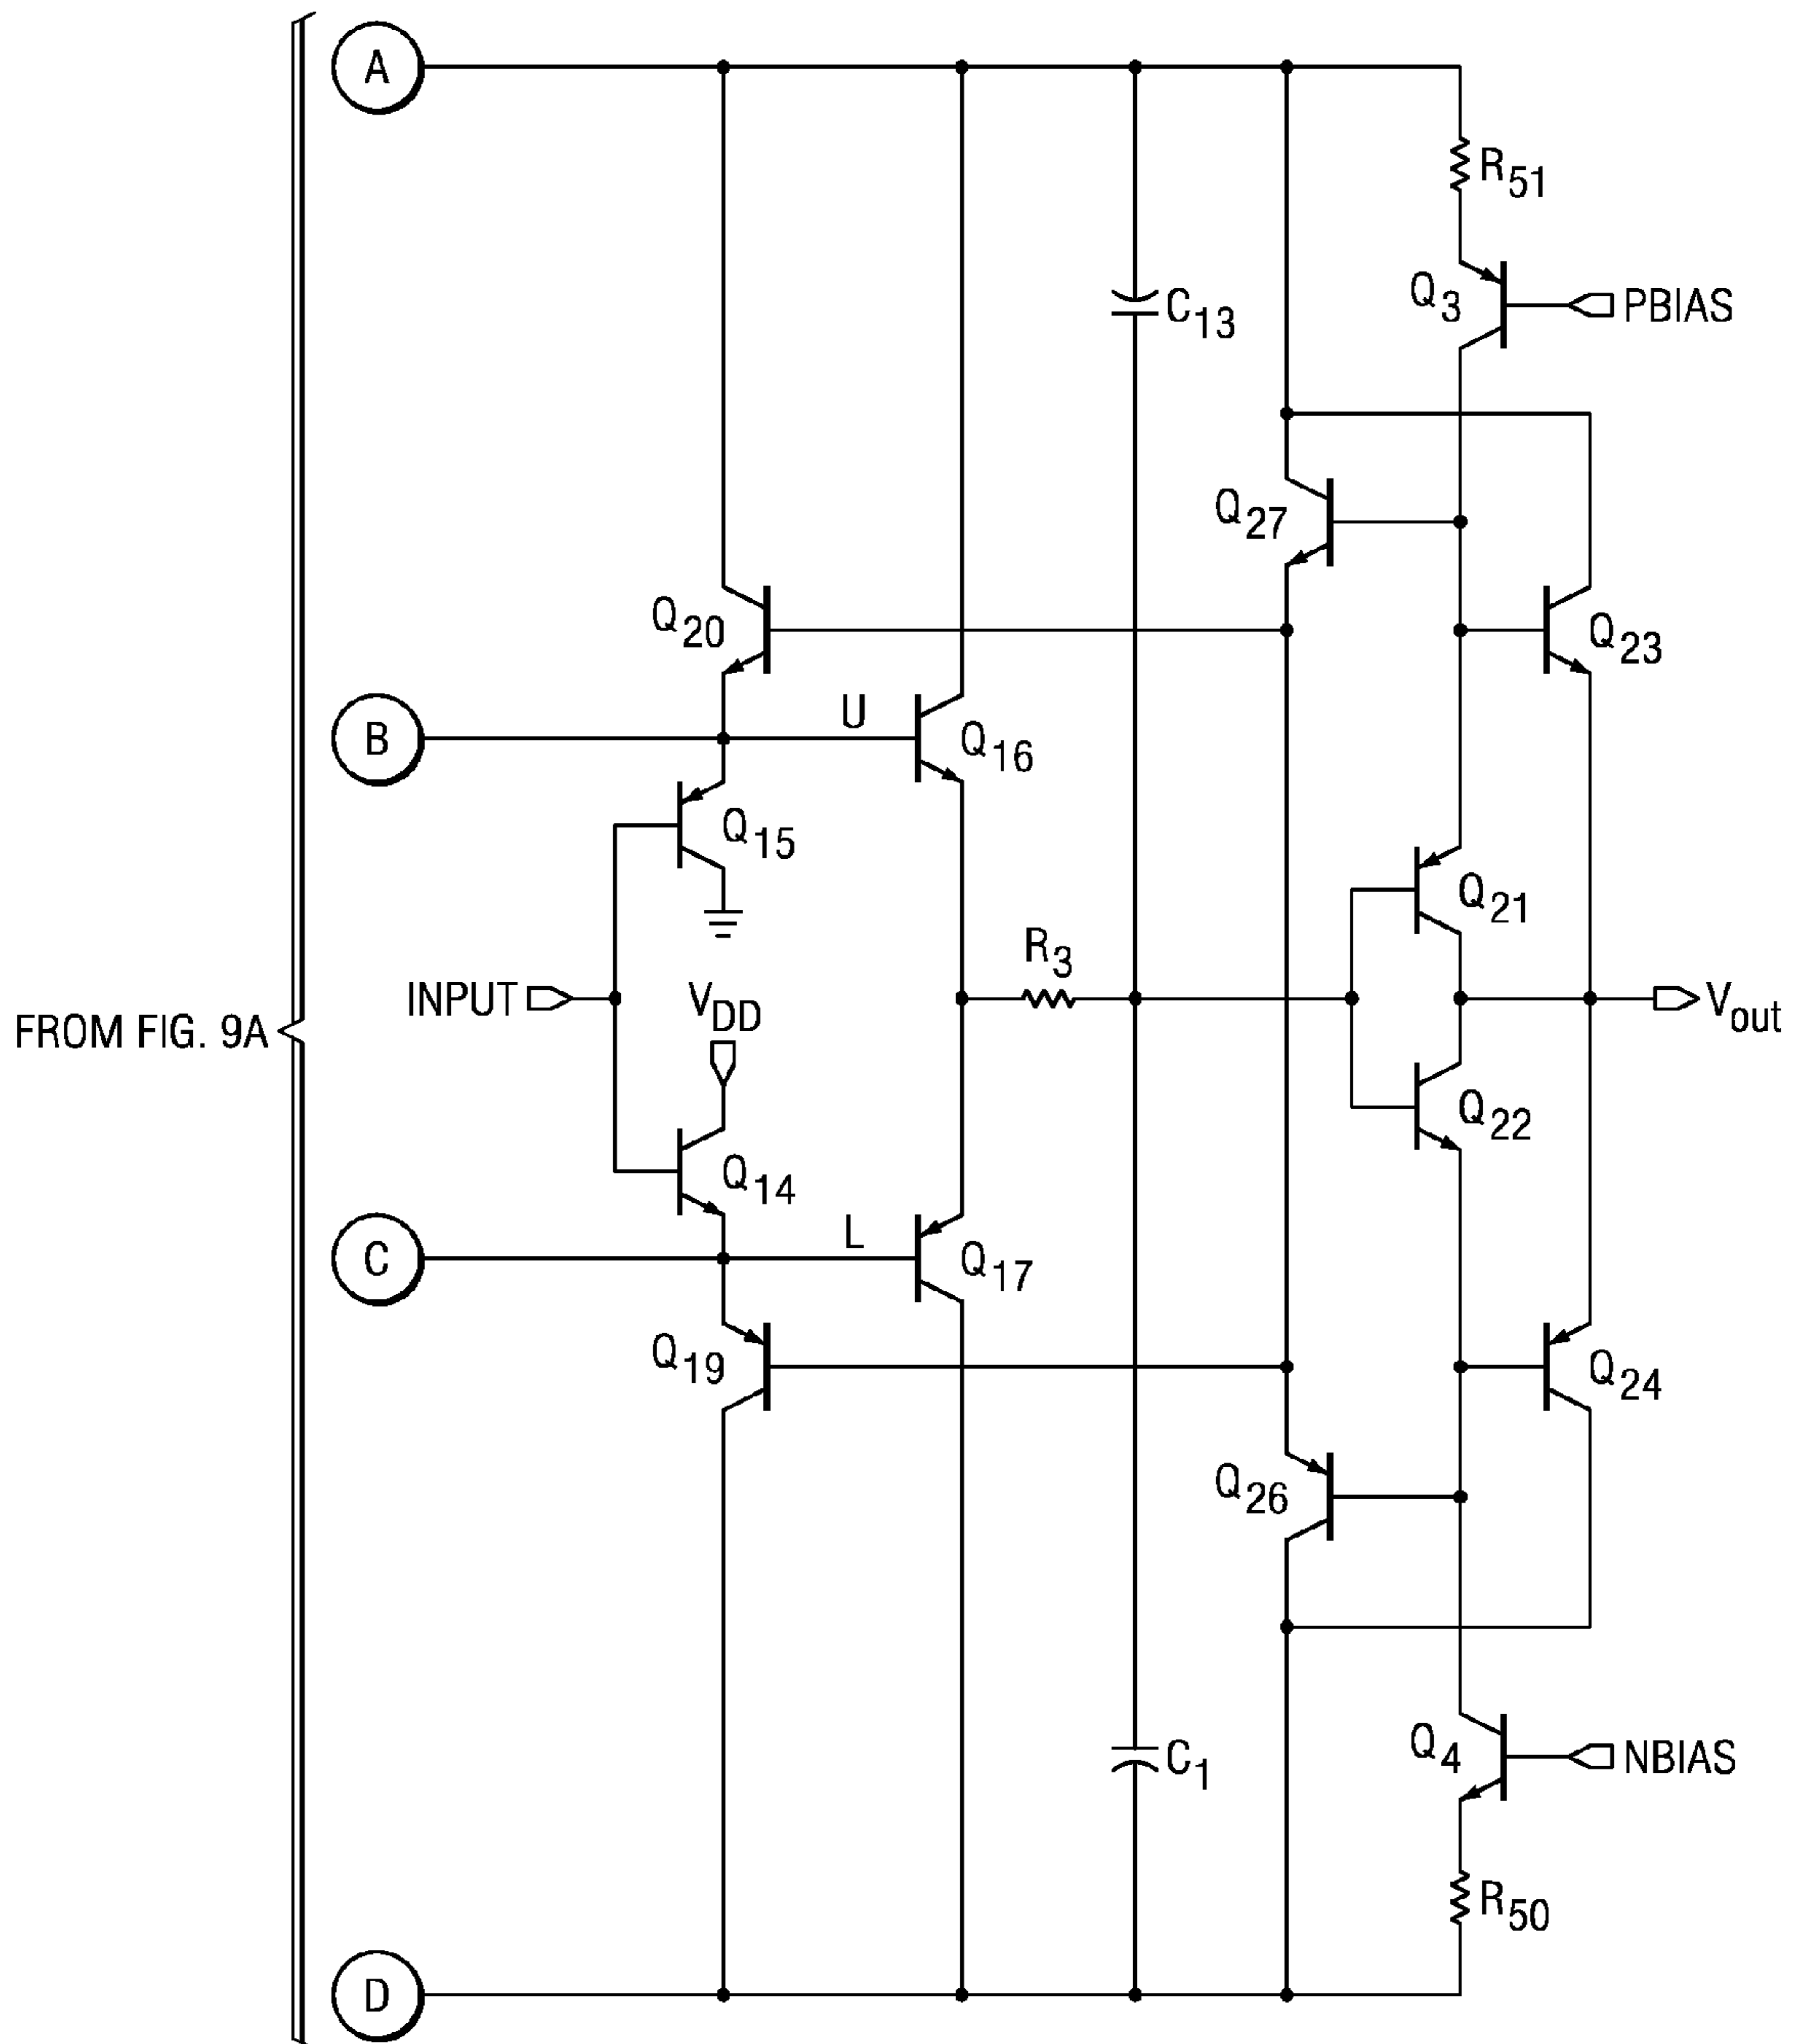 A
R51
Q3
PBIAS
C13
Q27
Q20
Q23
B
U
Q16
Q15
Q21
R3
INPUT
VDD
Vout
FROM FIG. 9A
Q22
Q14
C
L
Q17
Q19
Q24
Q26
Q4
NBIAS
C1
R50
D